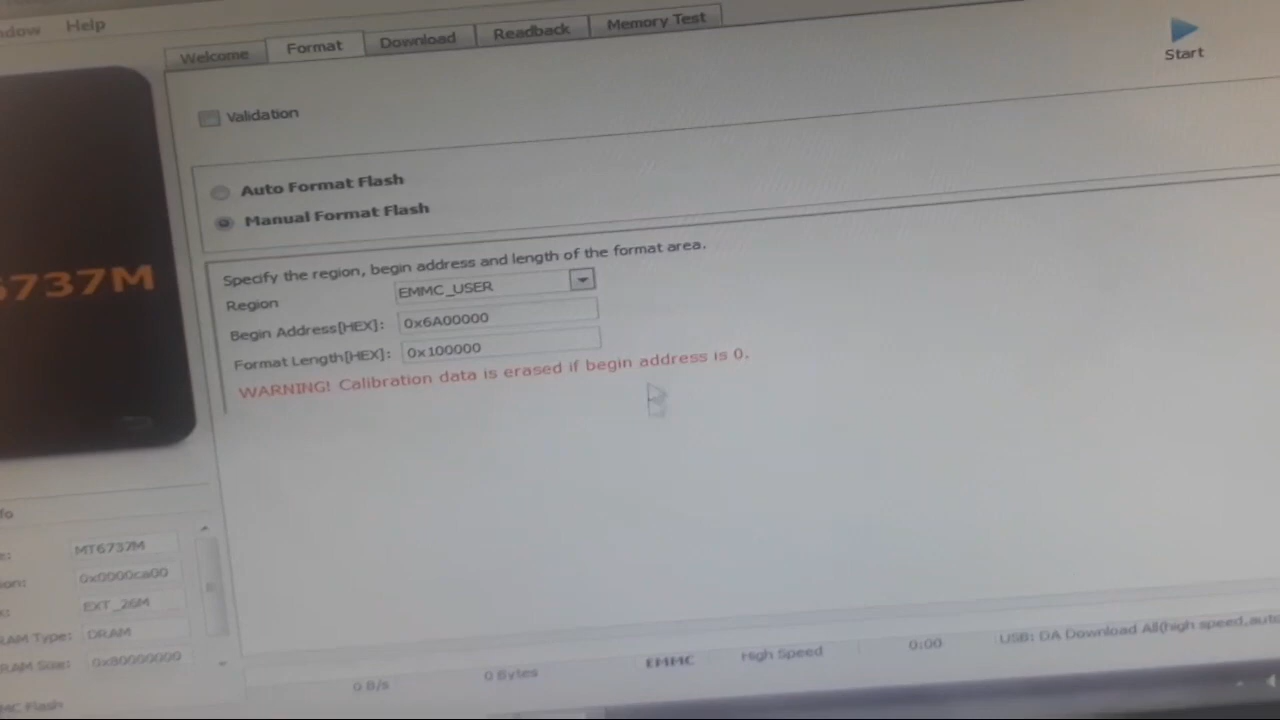 Help
Welcome
Format
Download
Readback
Memory Test
Start
Validation
Auto Format Flash
Manual Format Flash
6737M
Specify the region, begin address and length of the format area.
Region
EMMC_USER
Begin Address[HEX]:
0x6A00000
Format Length[HEX]:
0x100000
WARNING! Calibration data is erased if begin address is 0.
MT6737M
0x0000ca00
EXT_26M
RAM Type:
DRAM
RAM Size:
0x80000000
MC Flash
0 B/s
0 Bytes
EMMC
High Speed
0:00
USB: DA Download All(high speed,auto